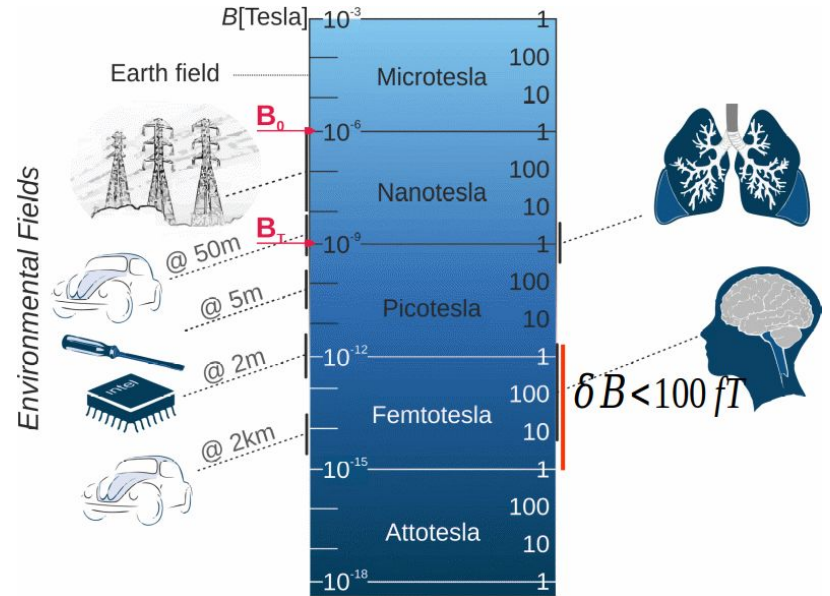 B[Tesla]
10⁻³ 1
100
Earth field
Microtesla
10
B₀
10⁻⁶ 1
100
Nanotesla
10
B_T
10⁻⁹ 1
@ 50m
100
@ 5m
Picotesla
10
10⁻¹² 1
@ 2m
intel
100
δ B<100 fT
Femtotesla
10
@ 2km
10⁻¹⁵ 1
100
Attotesla
10
10⁻¹⁸ 1
Environmental Fields